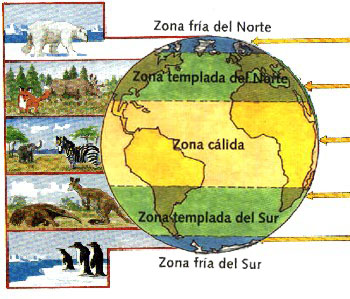 Zona fría del Norte
Zona templada del Norte
Zona cálida
Zona templada del Sur
Zona fría del Sur